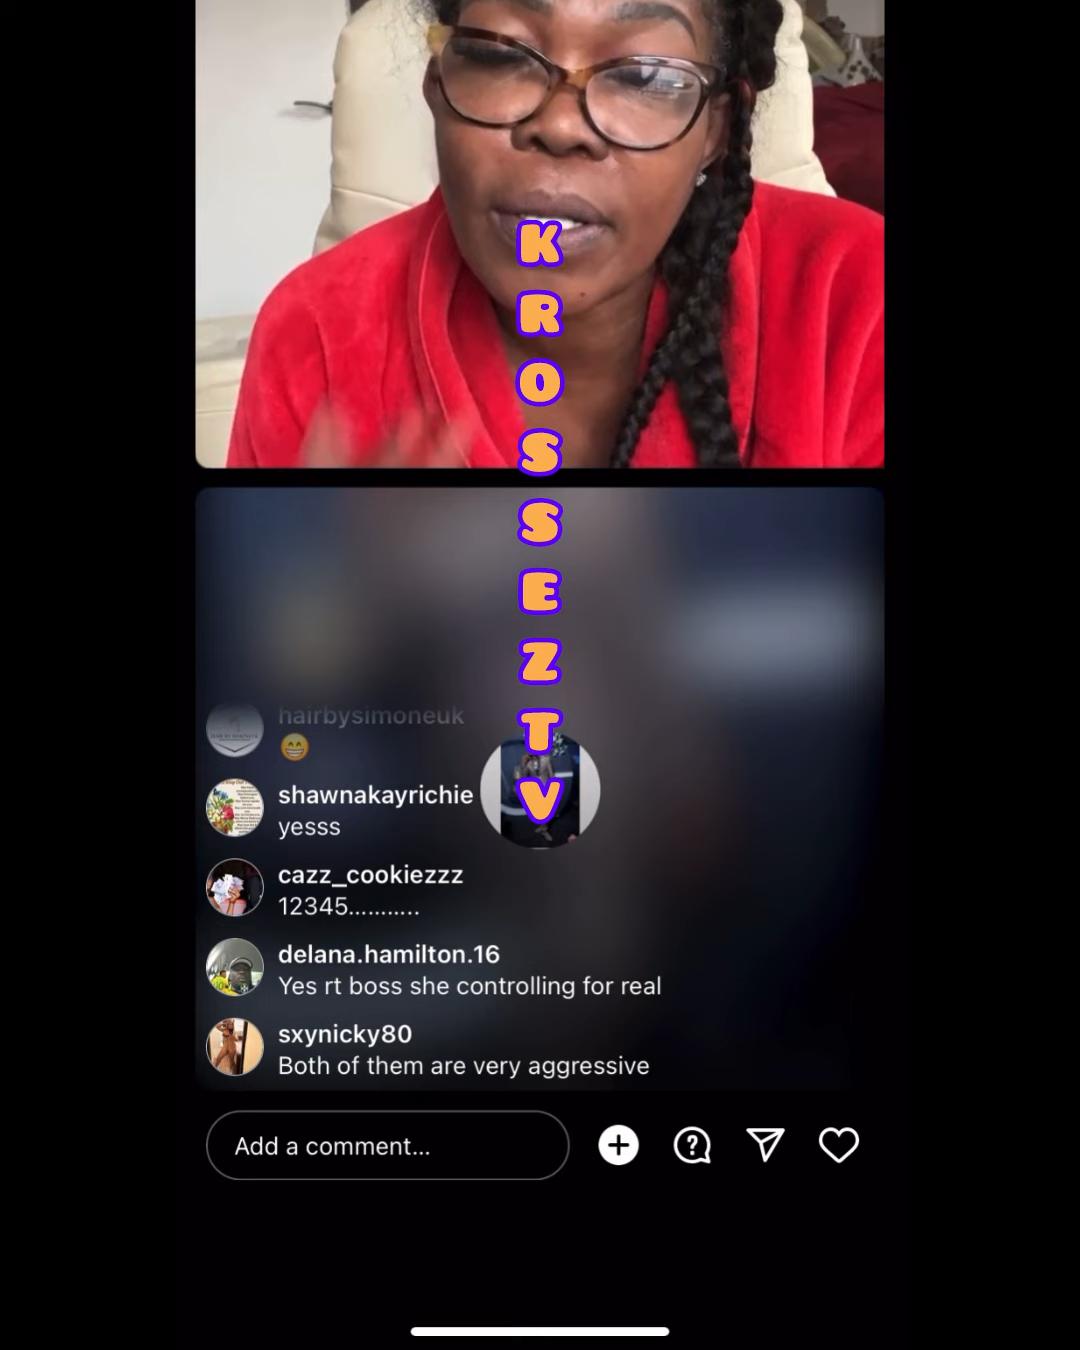 KROSSEZTV
hairbysimoneuk
😁
shawnakayrichie
yesss
cazz_cookiezzz
12345...........
delana.hamilton.16
Yes rt boss she controlling for real
sxynicky80
Both of them are very aggressive
Add a comment...